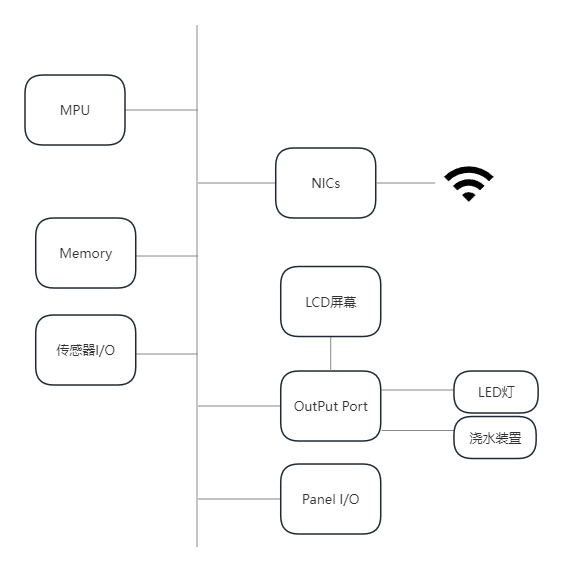 MPU
NICs
Memory
LCD屏幕
传感器I/O
OutPut Port
LED灯
浇水装置
Panel I/O